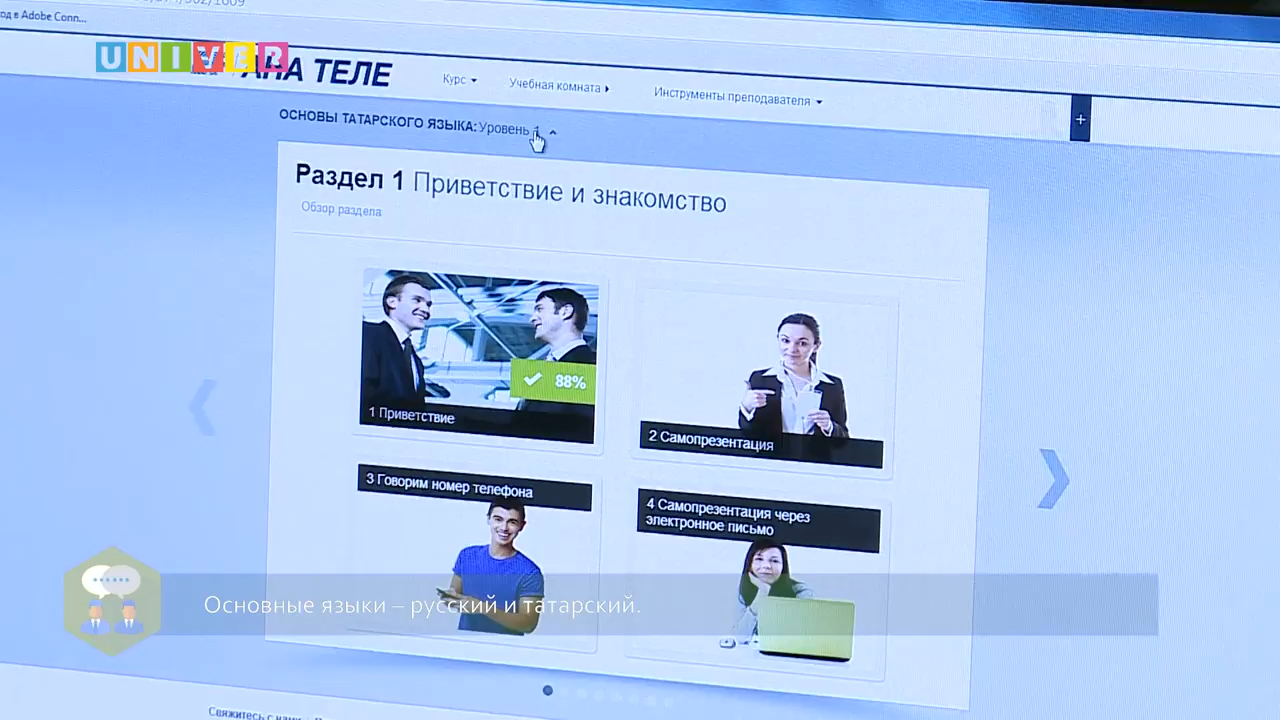 од в Adobe Conn...
UNIVER
АНА ТЕЛЕ
Курс
Учебная комната
Инструменты преподавателя
+
ОСНОВЫ ТАТАРСКОГО ЯЗЫКА: Уровень 1
Раздел 1 Приветствие и знакомство
Обзор раздела
88%
1 Приветствие
2 Самопрезентация
3 Говорим номер телефона
4 Самопрезентация через
электронное письмо
Основные языки – русский и татарский.
Свяжитесь с нами